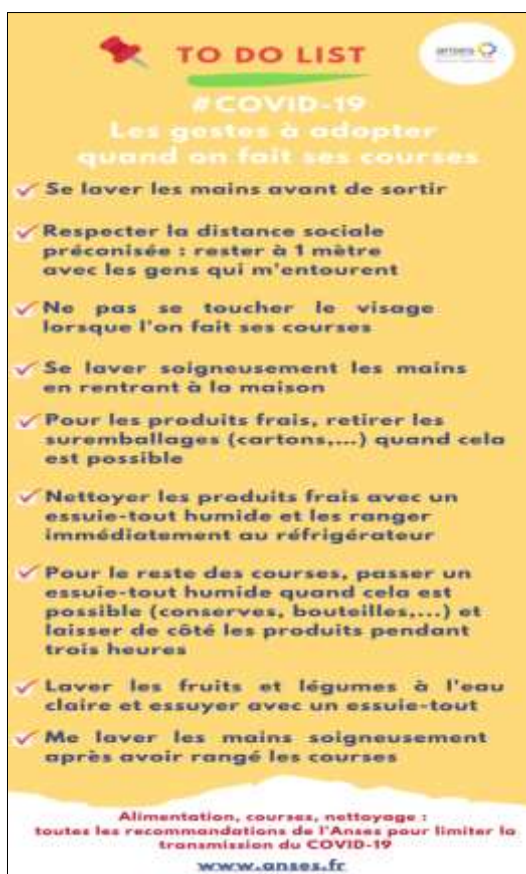 TO DO LIST
anses
#COVID-19
Les gestes à adopter
quand on fait ses courses
Se laver les mains avant de sortir
Respecter la distance sociale
préconisée : rester à 1 mètre
avec les gens qui m'entourent
Ne pas se toucher le visage
lorsque l'on fait ses courses
Se laver soigneusement les mains
en rentrant à la maison
Pour les produits frais, retirer les
suremballages (cartons,...) quand cela
est possible
Nettoyer les produits frais avec un
essuie-tout humide et les ranger
immédiatement au réfrigérateur
Pour le reste des courses, passer un
essuie-tout humide quand cela est
possible (conserves, bouteilles,...) et
laisser de côté les produits pendant
trois heures
Laver les fruits et légumes à l'eau
claire et essuyer avec un essuie-tout
Me laver les mains soigneusement
après avoir rangé les courses
Alimentation, courses, nettoyage :
toutes les recommandations de l'Anses pour limiter la
transmission du COVID-19
www.anses.fr